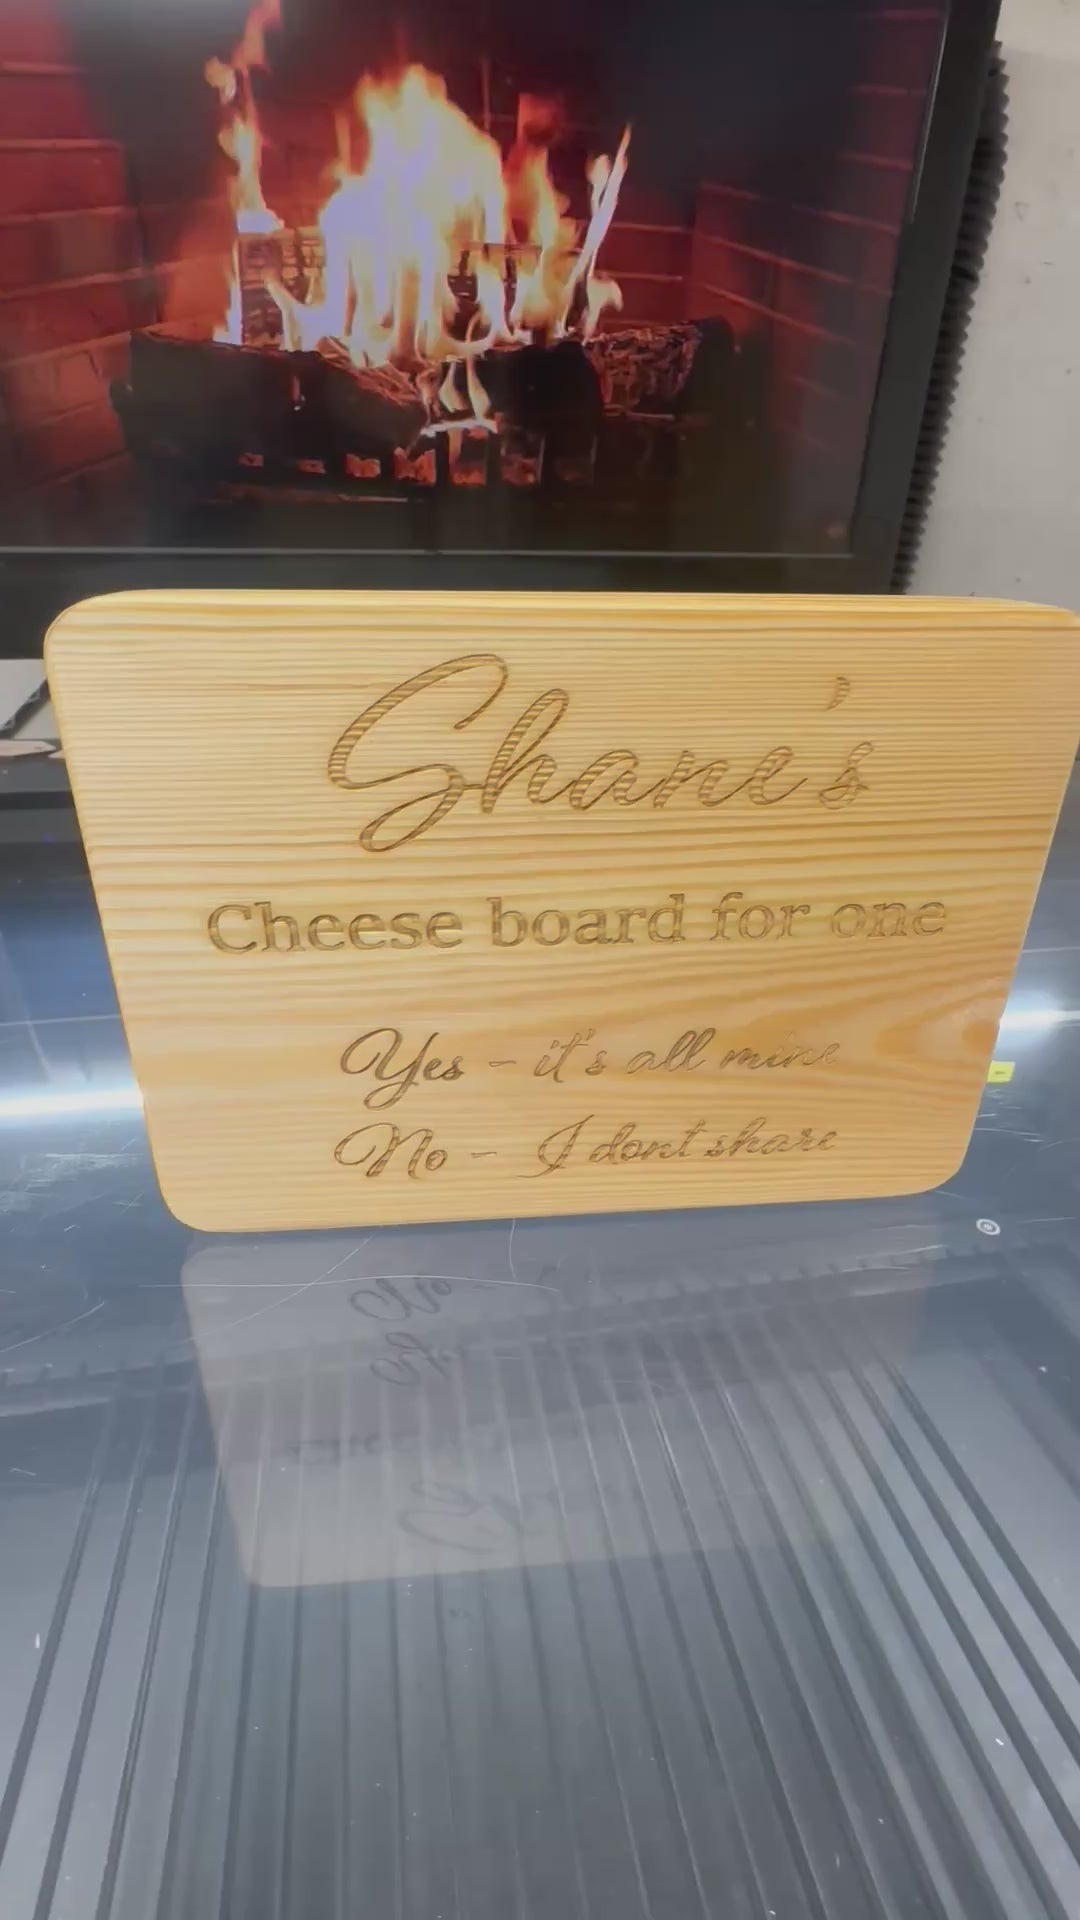 Shane's
Cheese board for one
Yes - it's all mine
No - I dont share